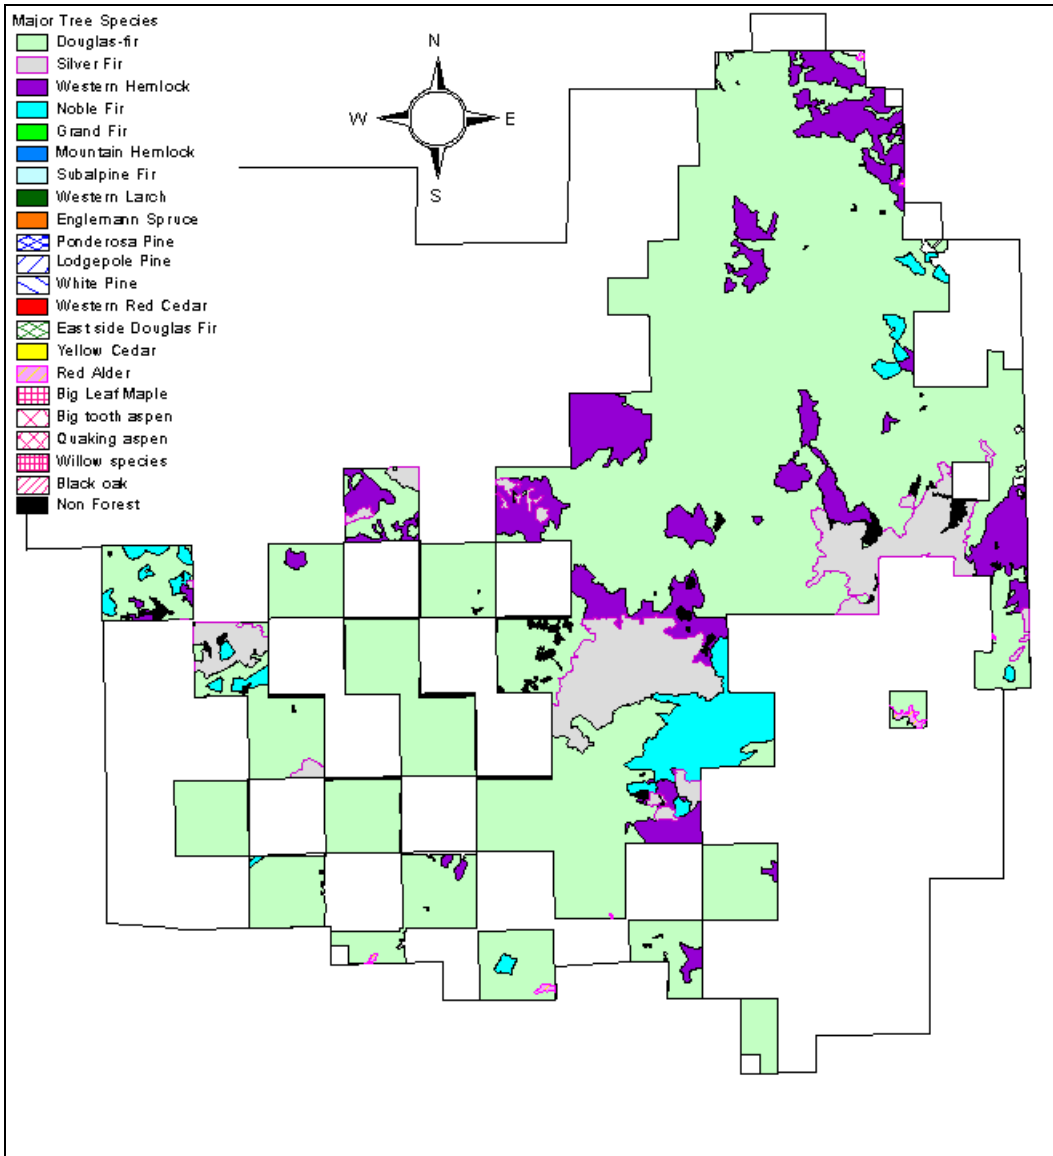 Major Tree Species
Douglas-fir
Silver Fir
Western Hemlock
Noble Fir
Grand Fir
Mountain Hemlock
Subalpine Fir
Western Larch
Englemann Spruce
Ponderosa Pine
Lodgepole Pine
White Pine
Western Red Cedar
East side Douglas Fir
Yellow Cedar
Red Alder
Big Leaf Maple
Big tooth aspen
Quaking aspen
Willow species
Black oak
Non Forest
N
W E
S